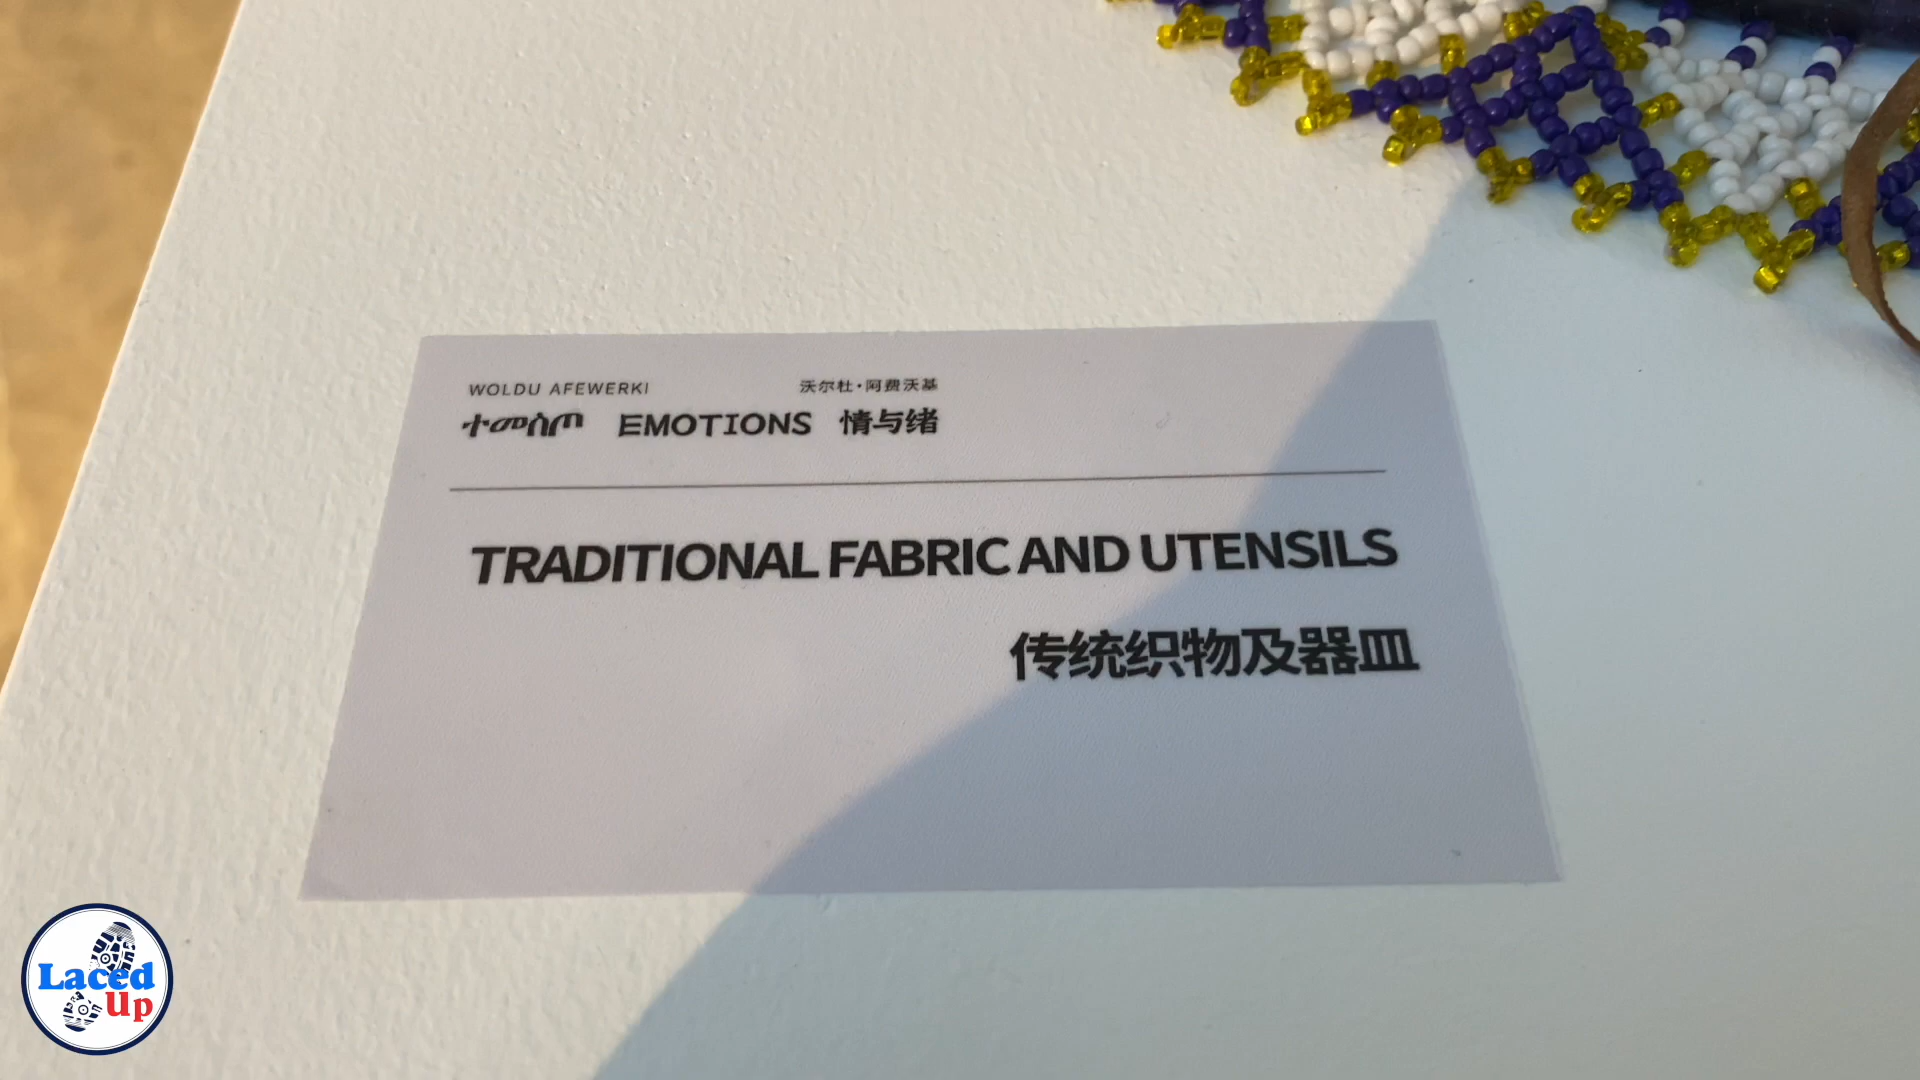 WOLDU AFEWERKI 沃尔杜·阿费沃基
ተመስጦ EMOTIONS 情与绪
TRADITIONAL FABRIC AND UTENSILS
传统织物及器皿
Laced
Up